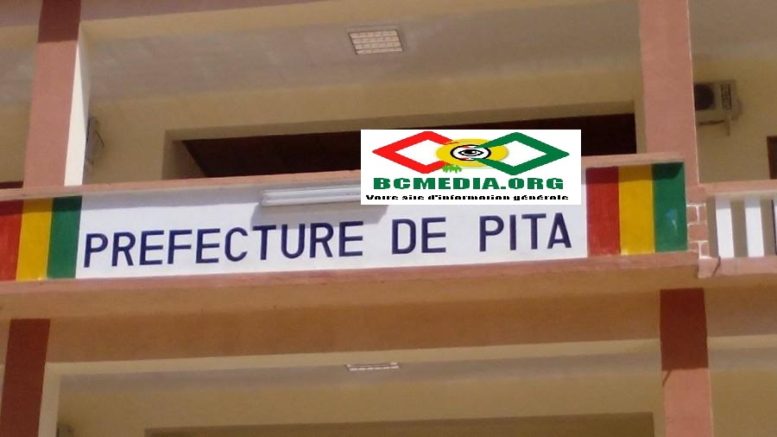 BCMEDIA.ORG
Votre site d'information générale
PREFECTURE DE PITA